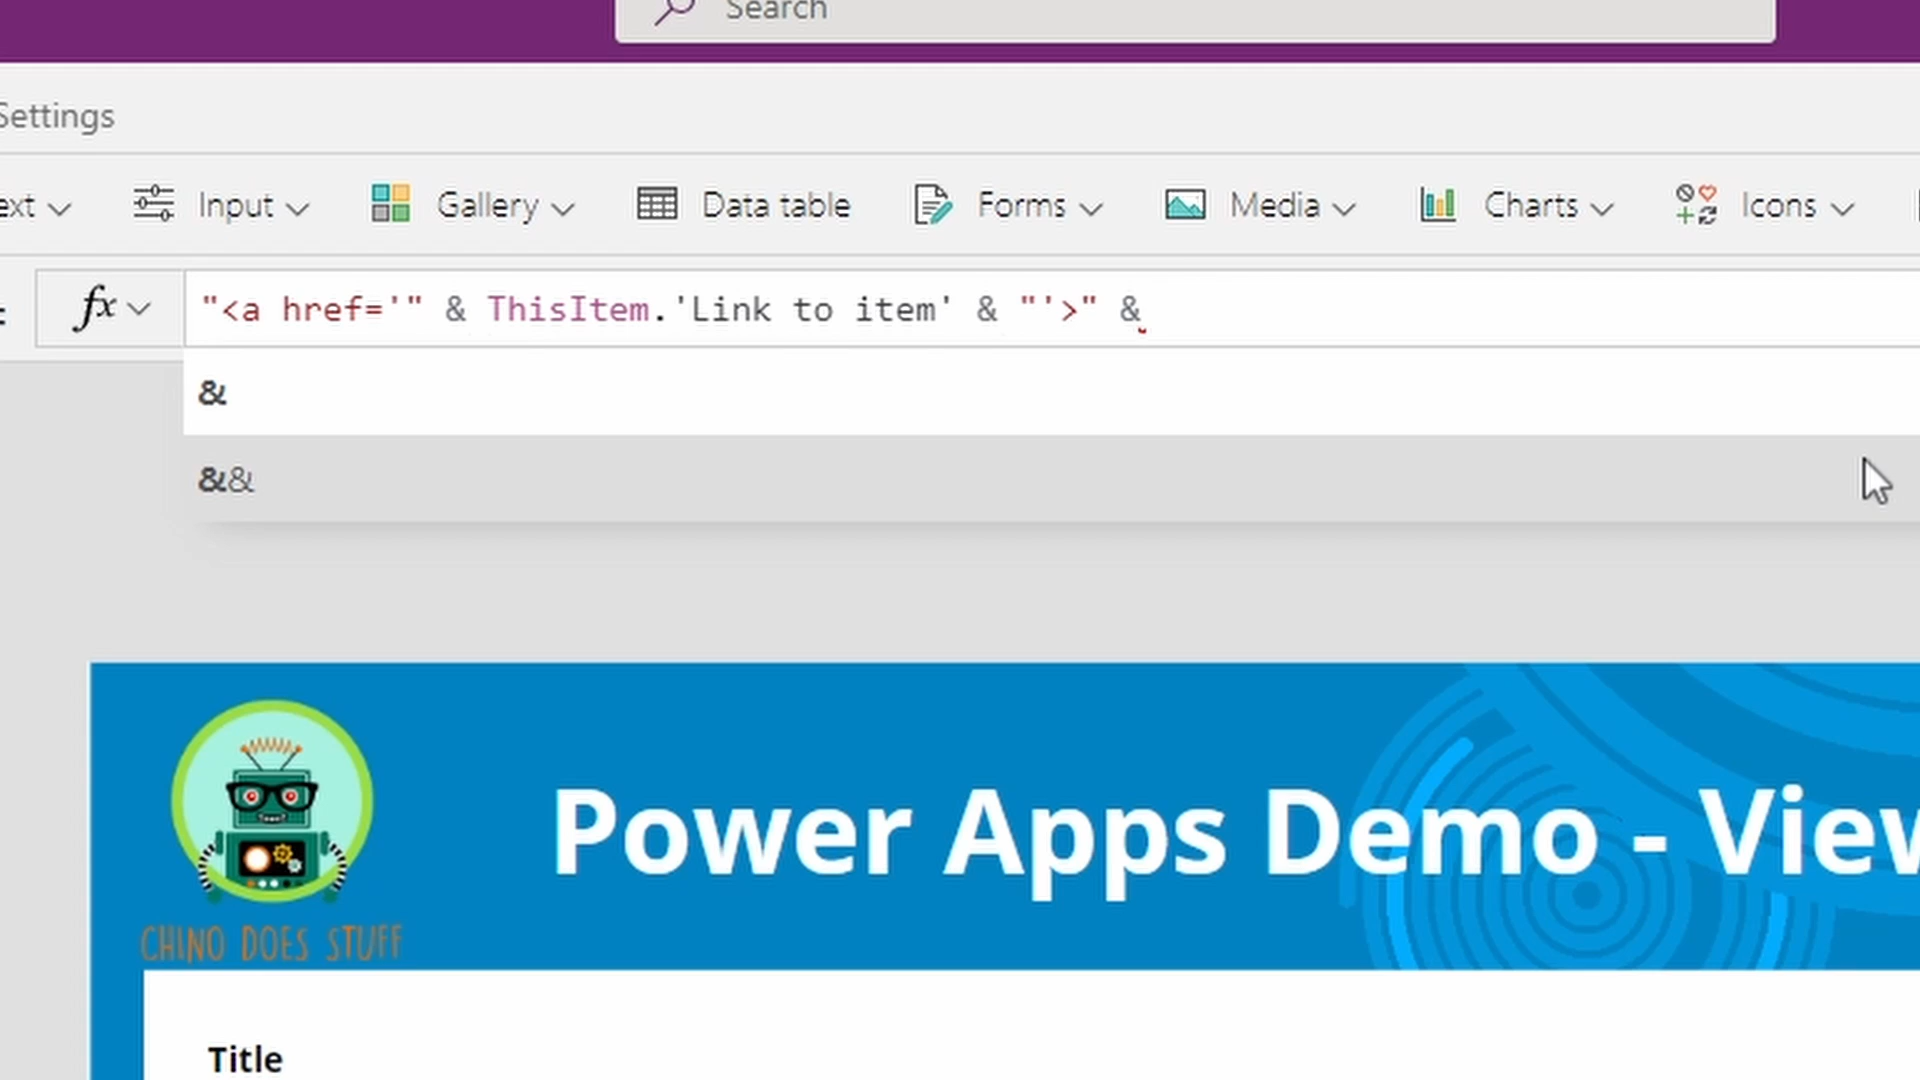 Search
Settings
ext Input Gallery Data table Forms Media Charts Icons
fx "<a href='" & ThisItem.'Link to item' & "'>" &
&
&&
Power Apps Demo - View
CHINO DOES STUFF
Title